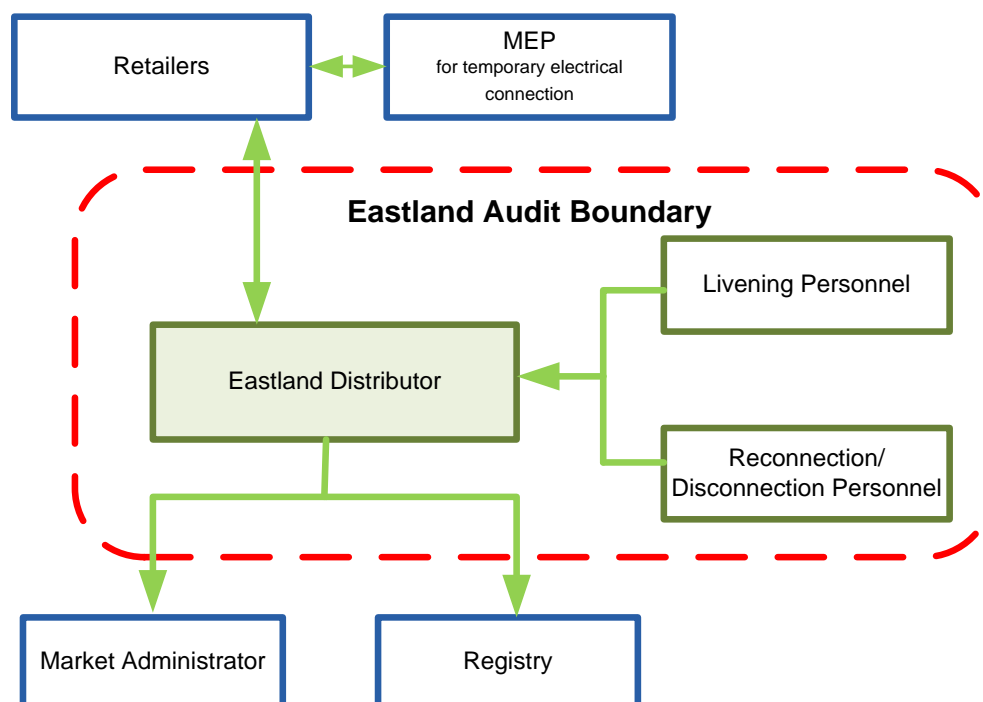 Retailers
MEP
for temporary electrical
connection
Eastland Audit Boundary
Livening Personnel
Eastland Distributor
Reconnection/
Disconnection Personnel
Market Administrator
Registry